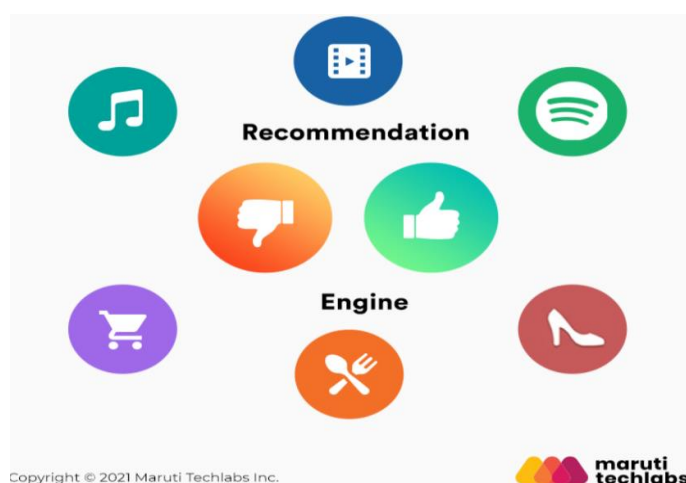 Recommendation
Engine
Copyright © 2021 Maruti Techlabs Inc.
maruti
techlabs